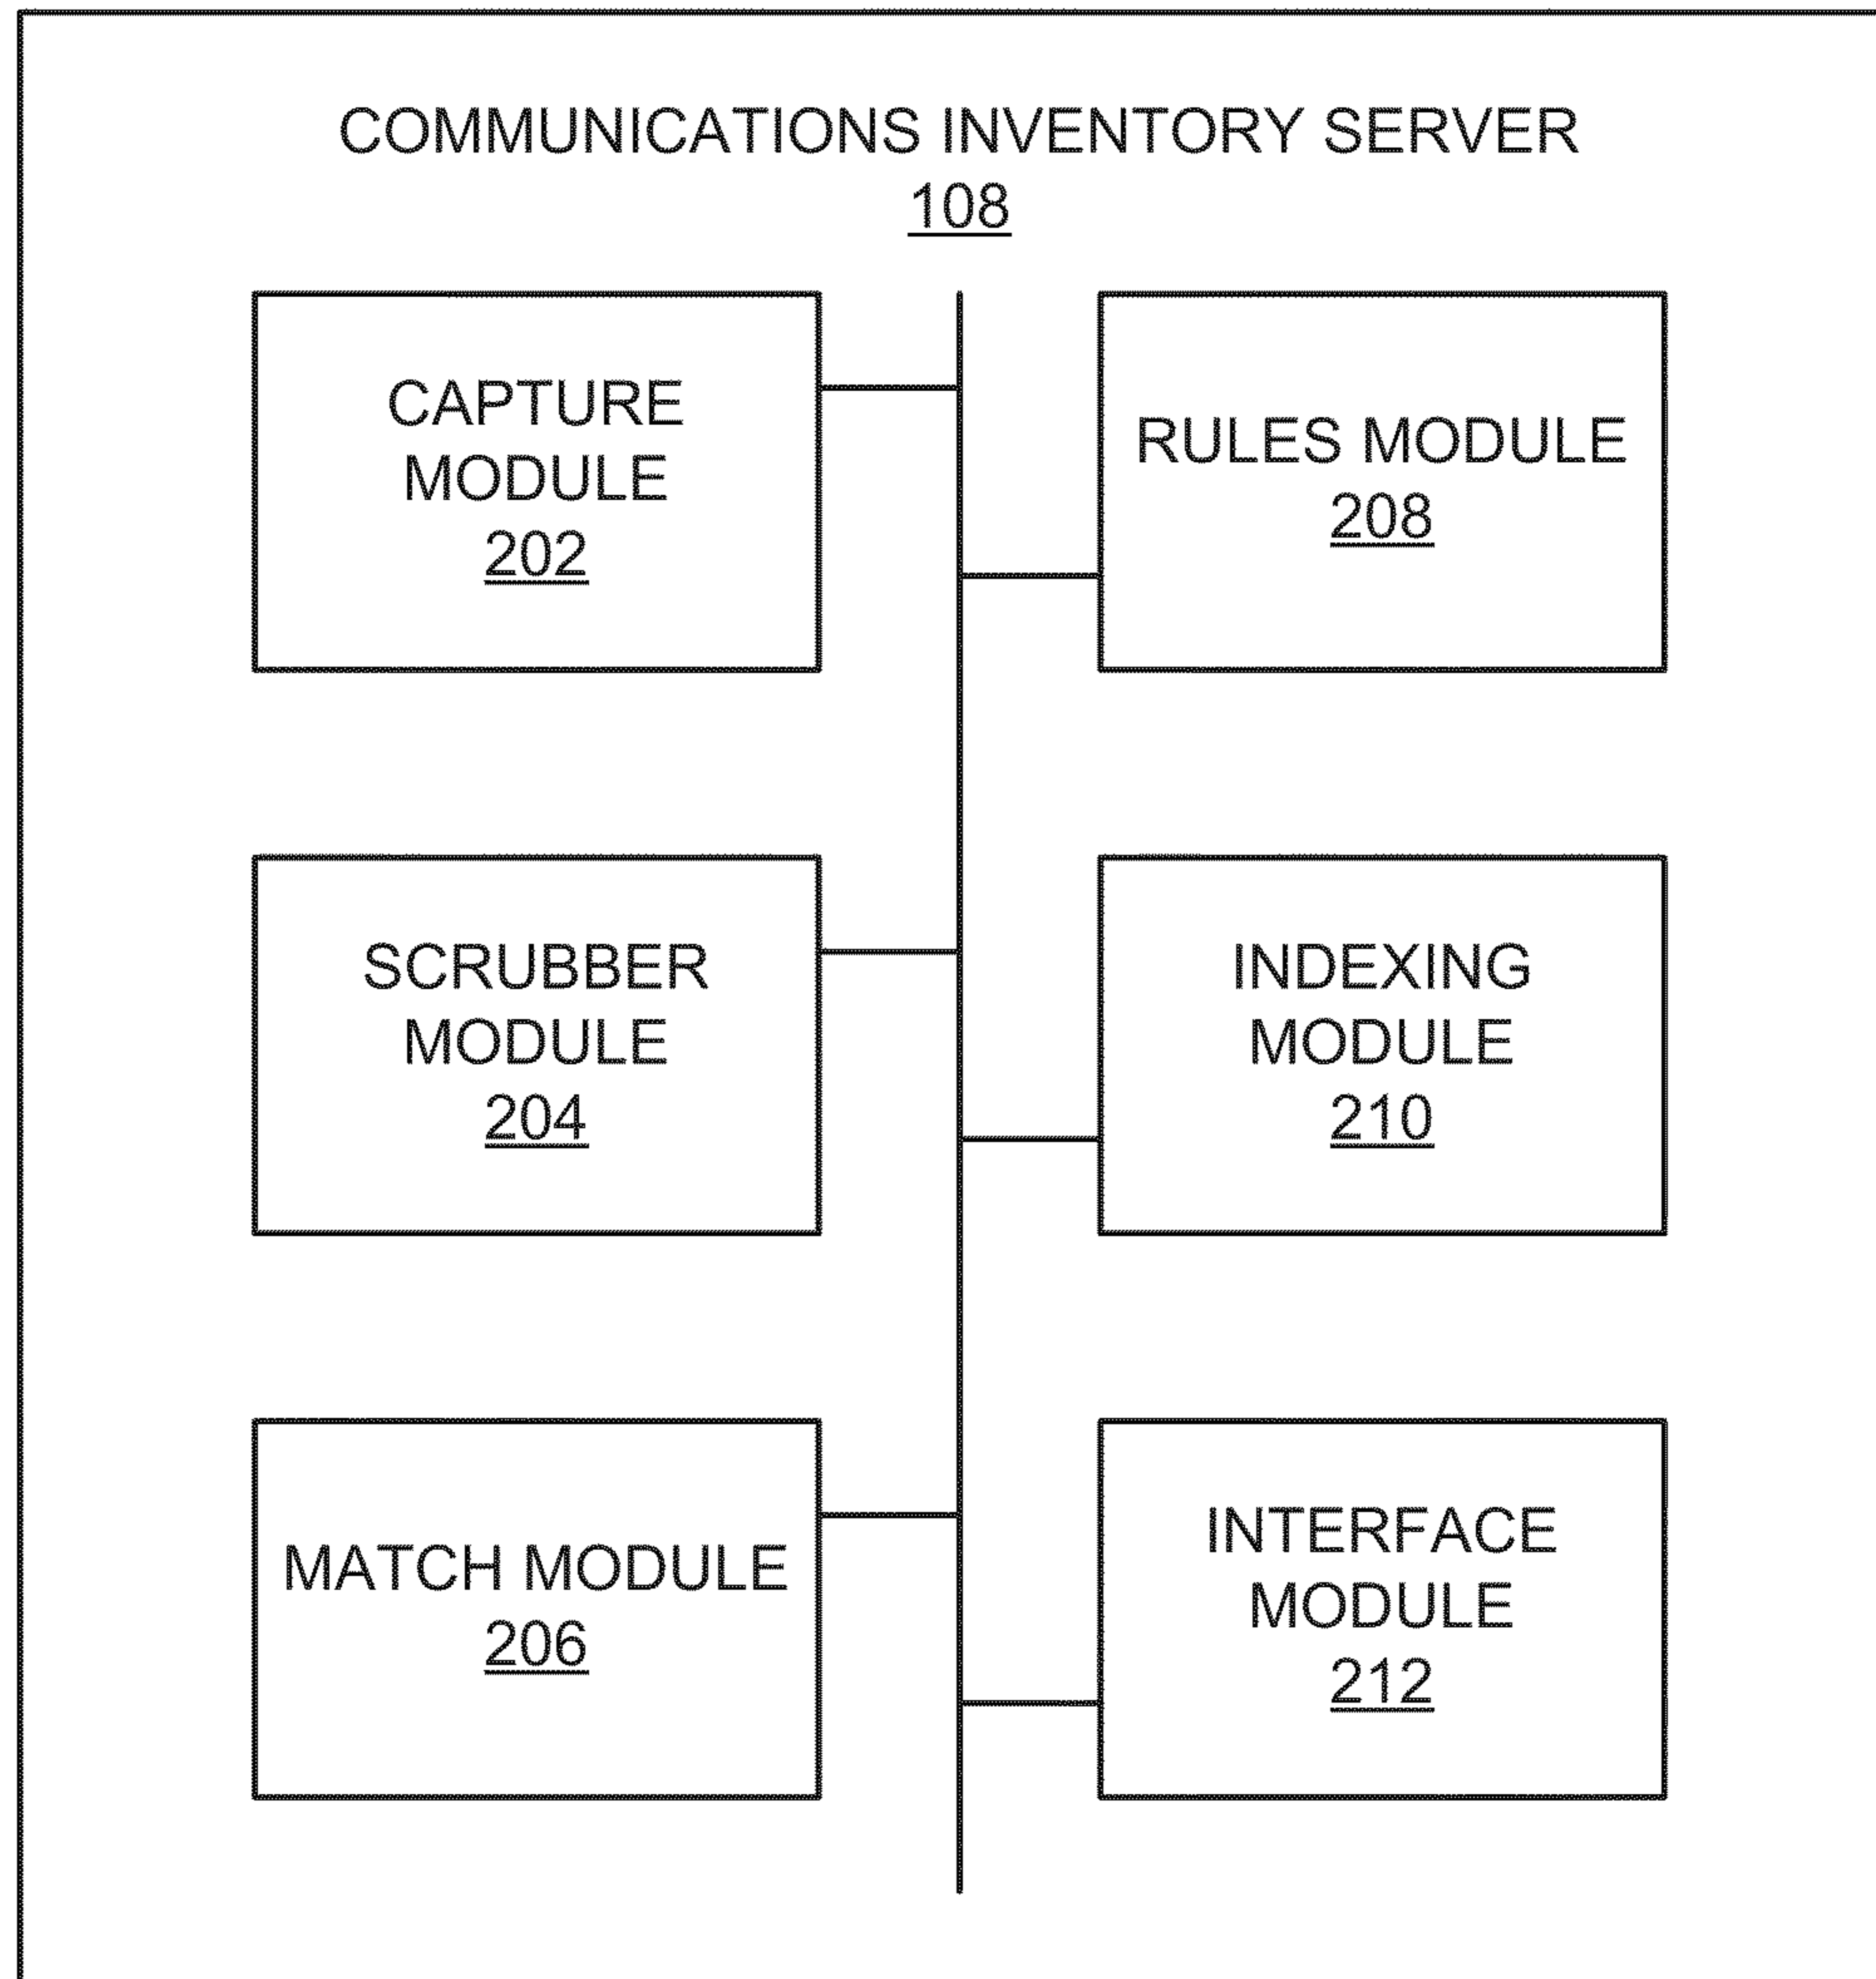 COMMUNICATIONS INVENTORY SERVER
108
CAPTURE
MODULE
202
RULES MODULE
208
SCRUBBER
MODULE
204
INDEXING
MODULE
210
MATCH MODULE
206
INTERFACE
MODULE
212